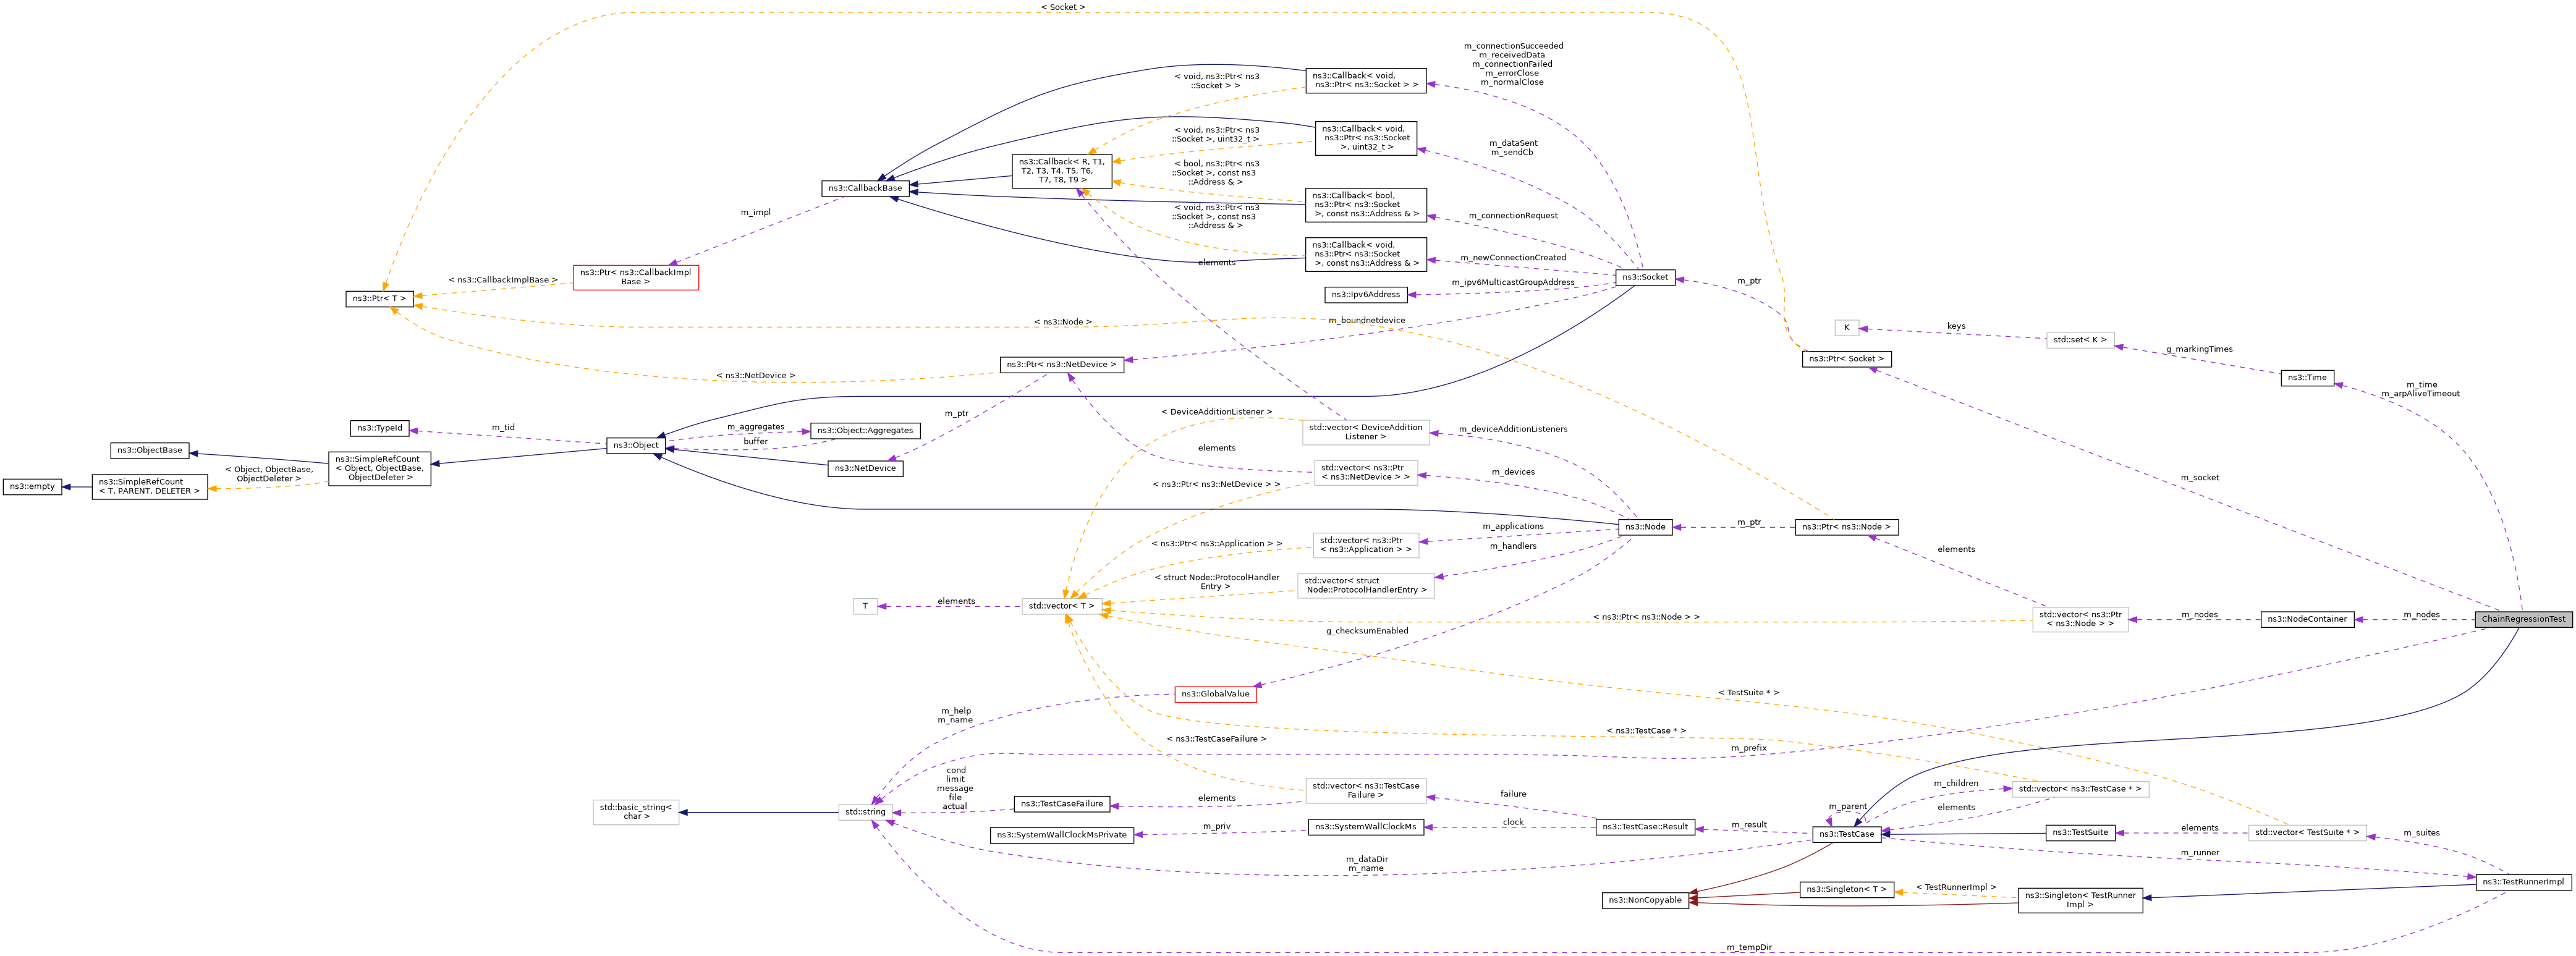 < Socket >
m_connectionSucceeded
m_receivedData
m_connectionFailed
m_errorClose
m_normalClose
< void, ns3::Ptr< ns3
::Socket > >
ns3::Callback< void,
ns3::Ptr< ns3::Socket > >
< void, ns3::Ptr< ns3
::Socket >, uint32_t >
ns3::Callback< void,
ns3::Ptr< ns3::Socket
>, uint32_t >
m_dataSent
m_sendCb
ns3::Callback< R, T1,
T2, T3, T4, T5, T6,
T7, T8, T9 >
< bool, ns3::Ptr< ns3
::Socket >, const ns3
::Address & >
ns3::CallbackBase
ns3::Callback< bool,
ns3::Ptr< ns3::Socket
>, const ns3::Address & >
m_connectionRequest
m_impl
< void, ns3::Ptr< ns3
::Socket >, const ns3
::Address & >
ns3::Callback< void,
ns3::Ptr< ns3::Socket
>, const ns3::Address & >
m_newConnectionCreated
elements
ns3::Ptr< ns3::CallbackImpl
Base >
< ns3::CallbackImplBase >
ns3::Ptr< T >
ns3::Socket
m_ptr
m_ipv6MulticastGroupAddress
ns3::Ipv6Address
< ns3::Node >
m_boundnetdevice
K
keys
std::set< K >
g_markingTimes
ns3::Ptr< Socket >
ns3::Ptr< ns3::NetDevice >
< ns3::NetDevice >
ns3::Time
m_time
m_arpAliveTimeout
m_ptr
< DeviceAdditionListener >
ns3::TypeId
m_tid
m_aggregates
ns3::Object::Aggregates
std::vector< DeviceAddition
Listener >
m_deviceAdditionListeners
ns3::Object
buffer
elements
ns3::ObjectBase
ns3::SimpleRefCount
< Object, ObjectBase,
ObjectDeleter >
ns3::NetDevice
std::vector< ns3::Ptr
< ns3::NetDevice > >
m_devices
< Object, ObjectBase,
ObjectDeleter >
m_socket
ns3::empty
ns3::SimpleRefCount
< T, PARENT, DELETER >
< ns3::Ptr< ns3::NetDevice > >
ns3::Node
m_ptr
ns3::Ptr< ns3::Node >
m_applications
< ns3::Ptr< ns3::Application > >
std::vector< ns3::Ptr
< ns3::Application > >
m_handlers
elements
< struct Node::ProtocolHandler
Entry >
std::vector< struct
Node::ProtocolHandlerEntry >
T
elements
std::vector< T >
< ns3::Ptr< ns3::Node > >
std::vector< ns3::Ptr
< ns3::Node > >
m_nodes
ns3::NodeContainer
m_nodes
ChainRegressionTest
g_checksumEnabled
ns3::GlobalValue
< TestSuite * >
m_help
m_name
< ns3::TestCase * >
< ns3::TestCaseFailure >
m_prefix
cond
limit
message
file
actual
std::vector< ns3::TestCase
Failure >
m_children
std::vector< ns3::TestCase * >
failure
elements
ns3::TestCaseFailure
std::basic_string<
char >
std::string
m_parent
elements
ns3::SystemWallClockMsPrivate
m_priv
ns3::SystemWallClockMs
clock
ns3::TestCase::Result
m_result
ns3::TestCase
ns3::TestSuite
elements
std::vector< TestSuite * >
m_suites
m_runner
m_dataDir
m_name
ns3::TestRunnerImpl
ns3::NonCopyable
ns3::Singleton< T >
< TestRunnerImpl >
ns3::Singleton< TestRunner
Impl >
m_tempDir